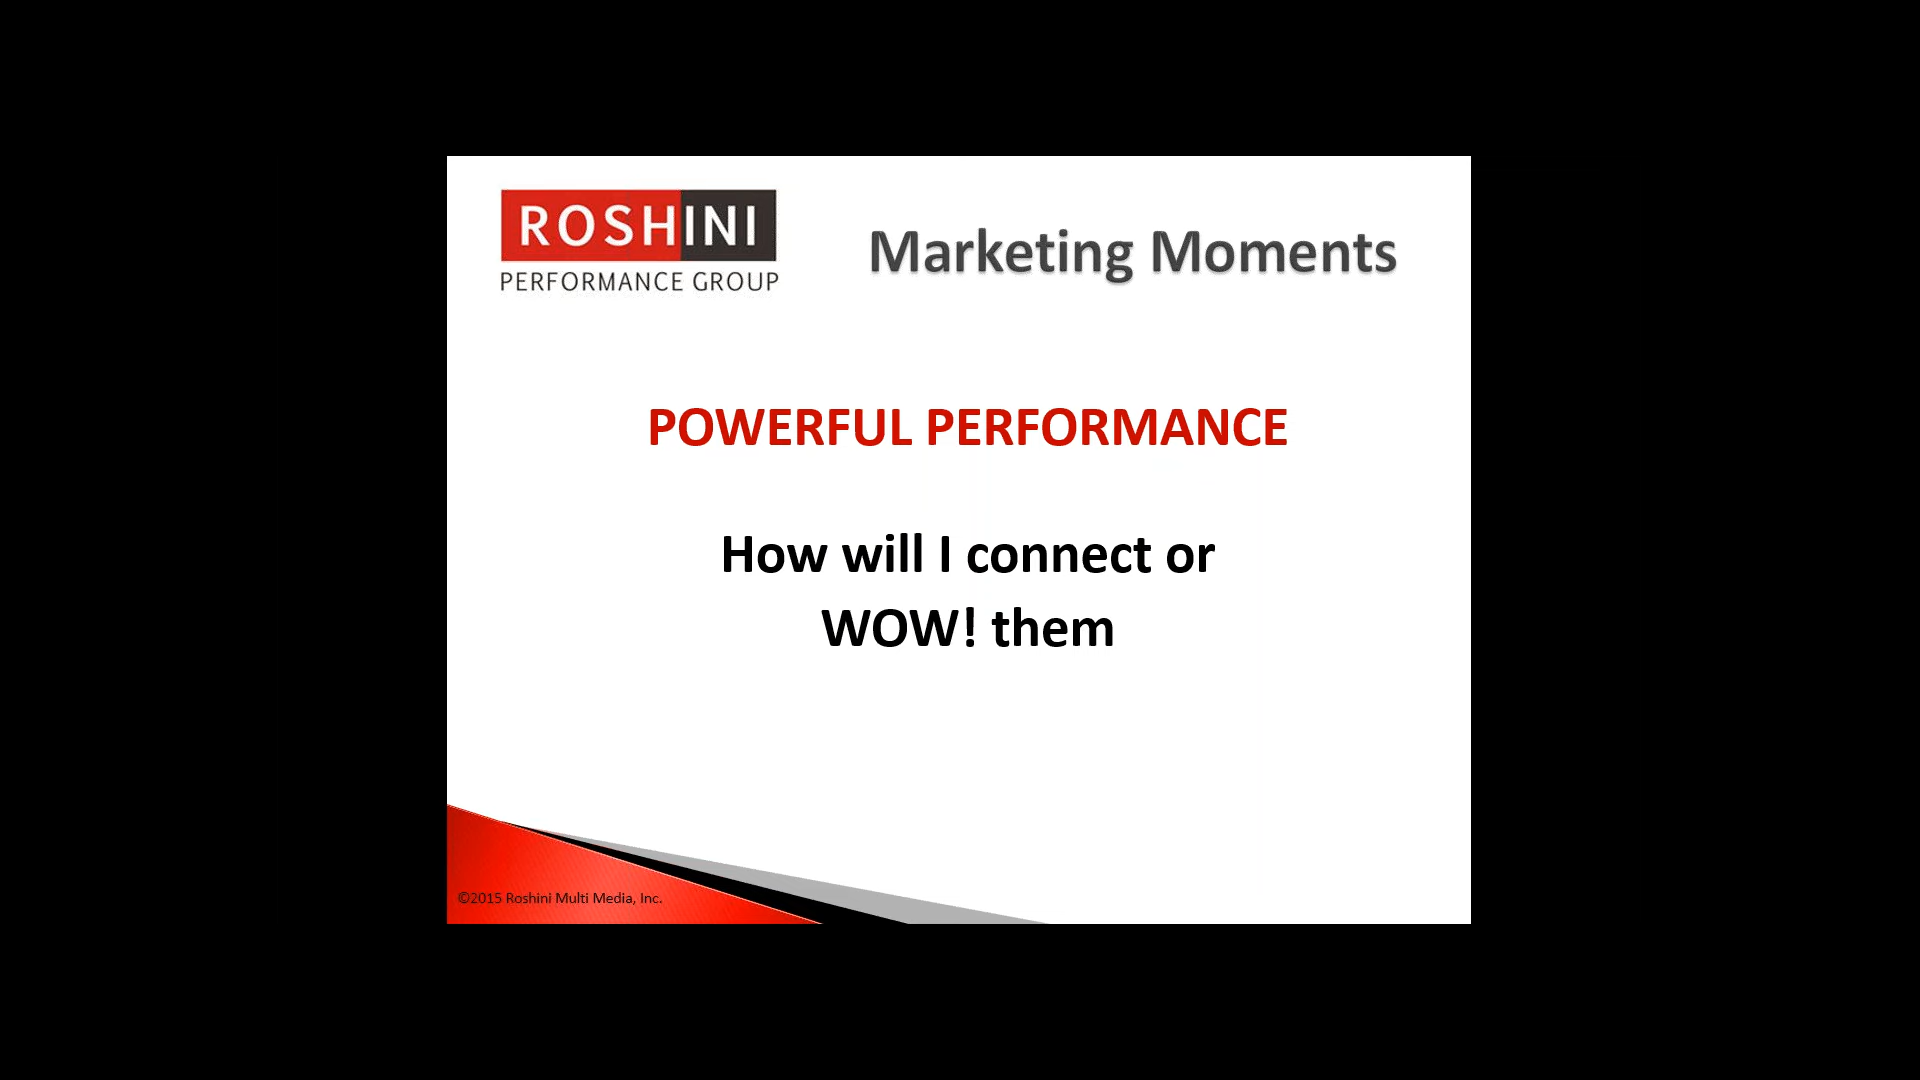 ROSHINI
PERFORMANCE GROUP
Marketing Moments
POWERFUL PERFORMANCE
How will I connect or
WOW! them
©2015 Roshini Multi Media, Inc.